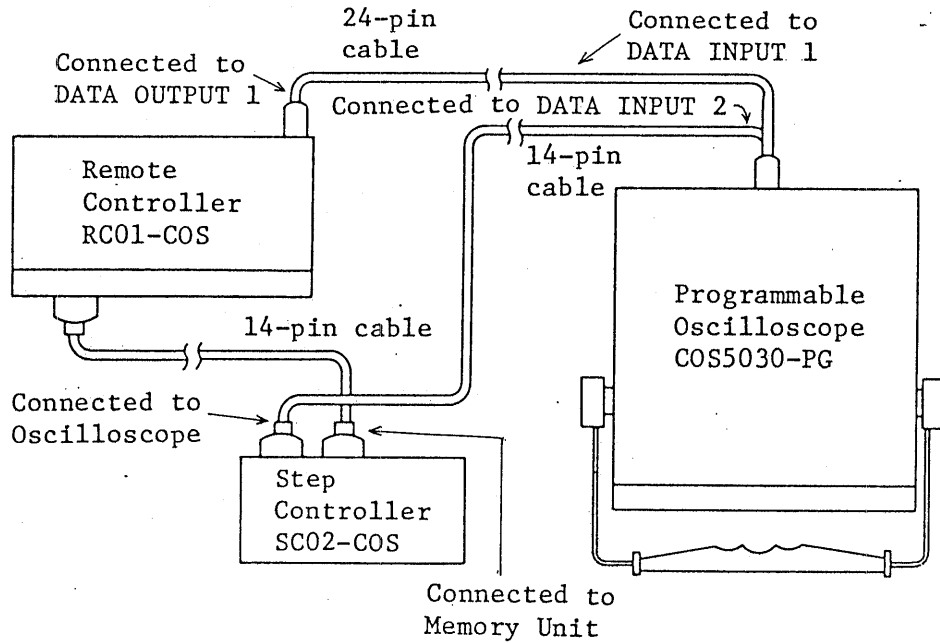 24-pin
cable
Connected to
DATA INPUT 1
Connected to
DATA OUTPUT 1
Connected to DATA INPUT 2
14-pin
cable
Remote
Controller
RC01-COS
Programmable
Oscilloscope
COS5030-PG
14-pin cable
Connected to
Oscilloscope
Step
Controller
SC02-COS
Connected to
Memory Unit